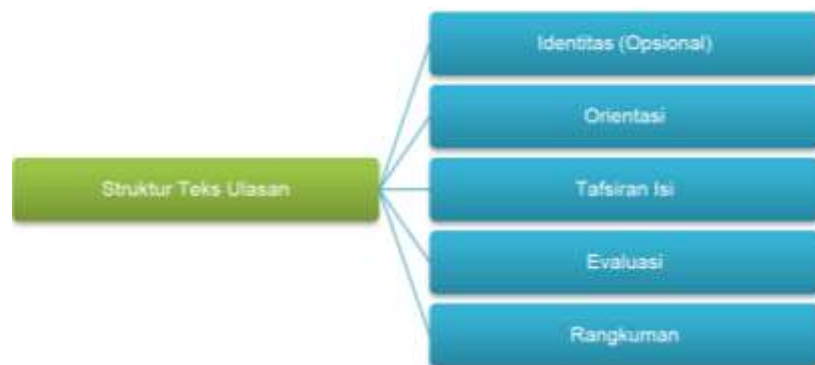 Struktur Teks Ulasan
Identitas (Opsional)
Orientasi
Tafsiran Isi
Evaluasi
Rangkuman